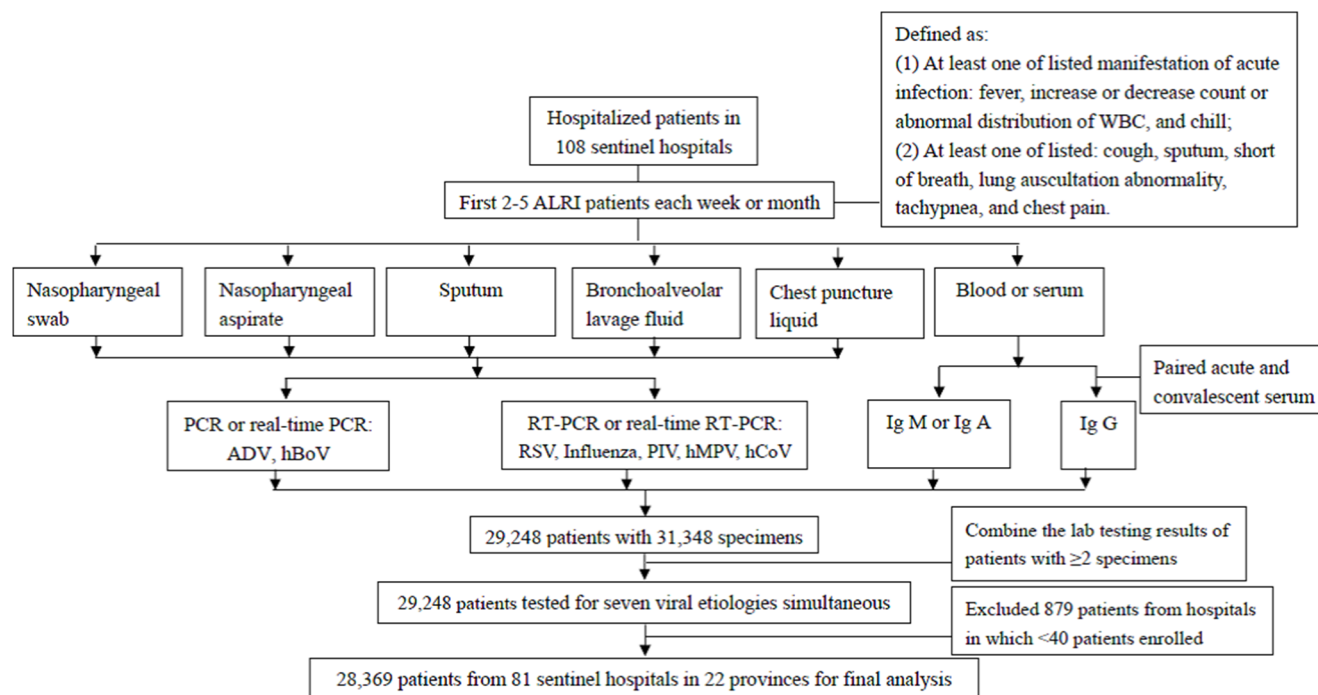 Defined as:
(1) At least one of listed manifestation of acute
infection: fever, increase or decrease count or
abnormal distribution of WBC, and chill;
(2) At least one of listed: cough, sputum, short
of breath, lung auscultation abnormality,
tachypnea, and chest pain.
Hospitalized patients in
108 sentinel hospitals
First 2-5 ALRI patients each week or month
Nasopharyngeal
swab
Nasopharyngeal
aspirate
Sputum
Bronchoalveolar
lavage fluid
Chest puncture
liquid
Blood or serum
Paired acute and
convalescent serum
PCR or real-time PCR:
ADV, hBoV
RT-PCR or real-time RT-PCR:
RSV, Influenza, PIV, hMPV, hCoV
Ig M or Ig A
Ig G
29,248 patients with 31,348 specimens
Combine the lab testing results of
patients with ≥2 specimens
29,248 patients tested for seven viral etiologies simultaneous
Excluded 879 patients from hospitals
in which <40 patients enrolled
28,369 patients from 81 sentinel hospitals in 22 provinces for final analysis